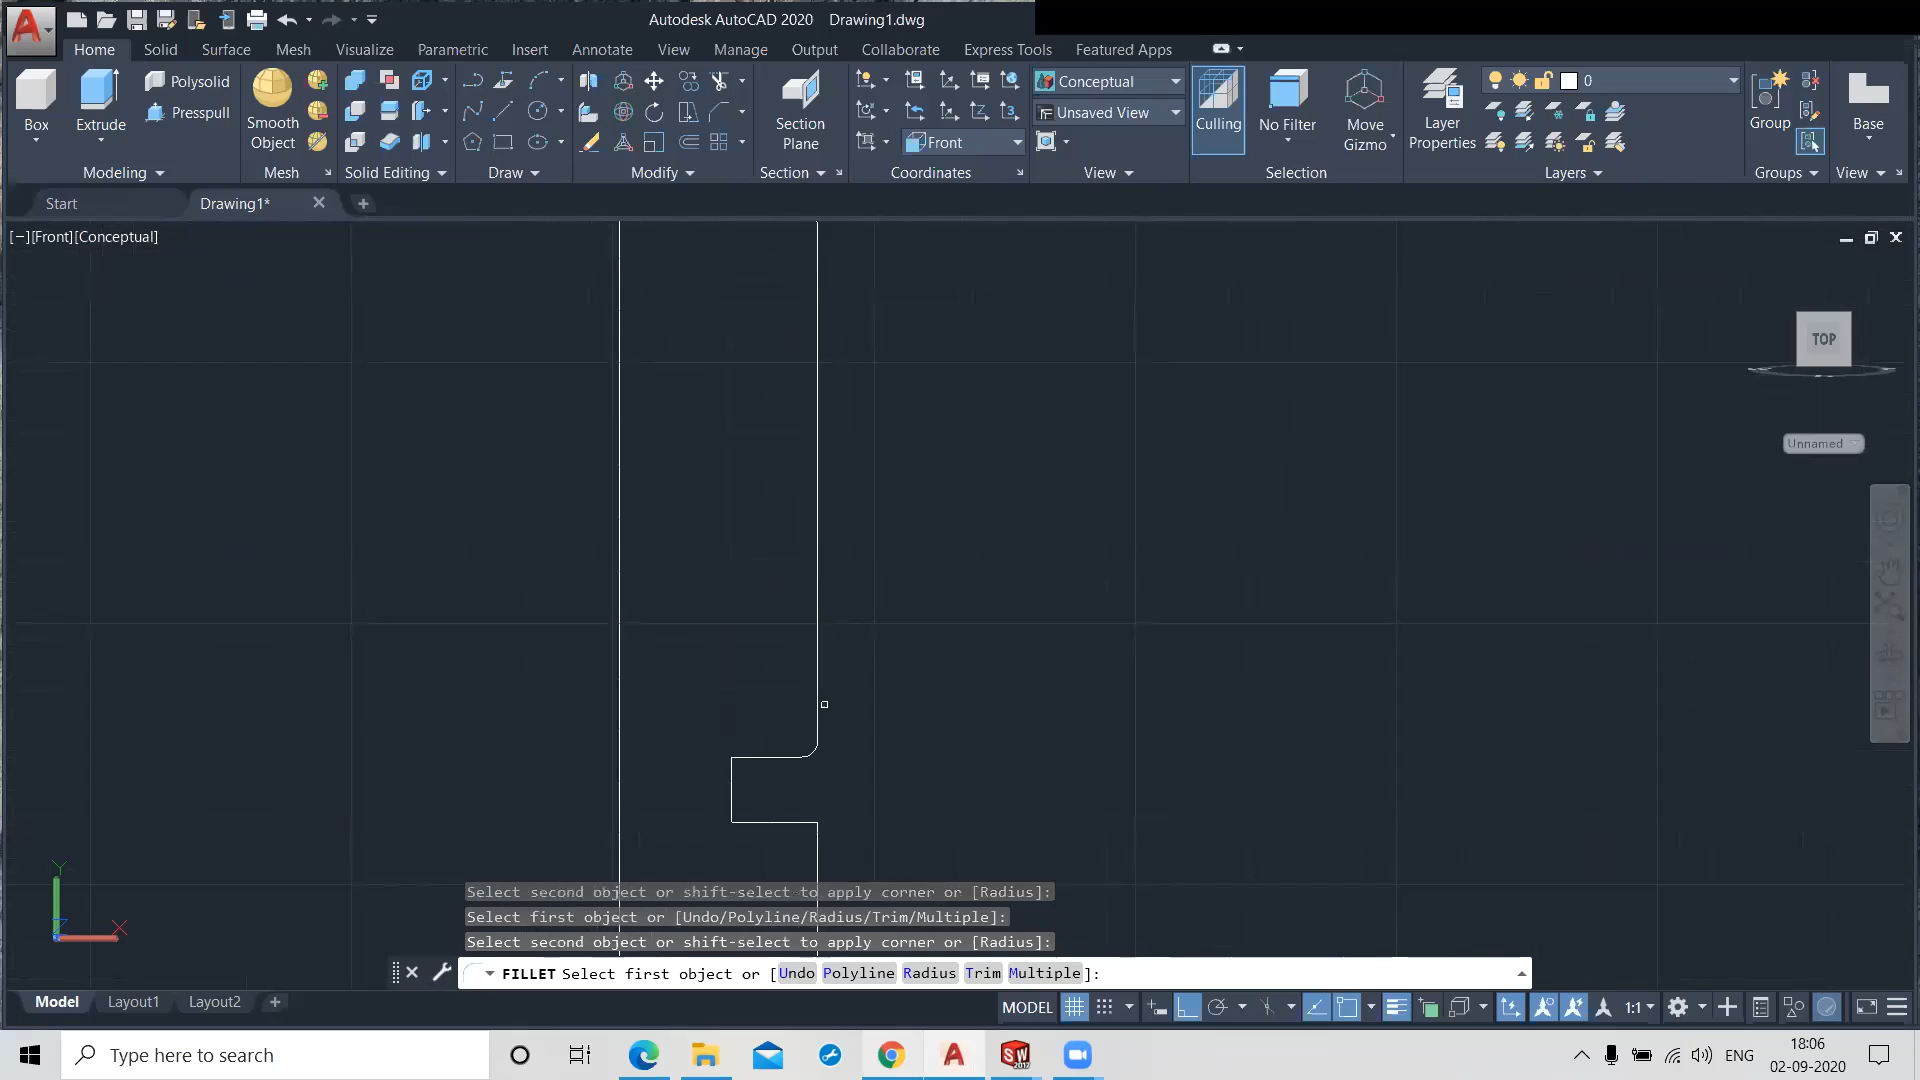 Autodesk AutoCAD 2020 Drawing1.dwg
Home Solid Surface Mesh Visualize Parametric Insert Annotate View Manage Output Collaborate Express Tools Featured Apps
Box
Extrude
Polysolid
Presspull
Smooth
Object
Section
Plane
Front
Conceptual
Unsaved View
Culling
No Filter
Move
Gizmo
Layer
Properties
0
Group
Base
Modeling Mesh Solid Editing Draw Modify Section Coordinates View Selection Layers Groups View
Start Drawing1*
[−][Front][Conceptual]
TOP
Unnamed
Y
X
Select second object or shift-select to apply corner or [Radius]:
Select first object or [Undo/Polyline/Radius/Trim/Multiple]:
Select second object or shift-select to apply corner or [Radius]:
FILLET Select first object or [Undo Polyline Radius Trim Multiple]:
Model Layout1 Layout2 +
MODEL 1:1
Type here to search
SW
2017
ENG
18:06
02-09-2020